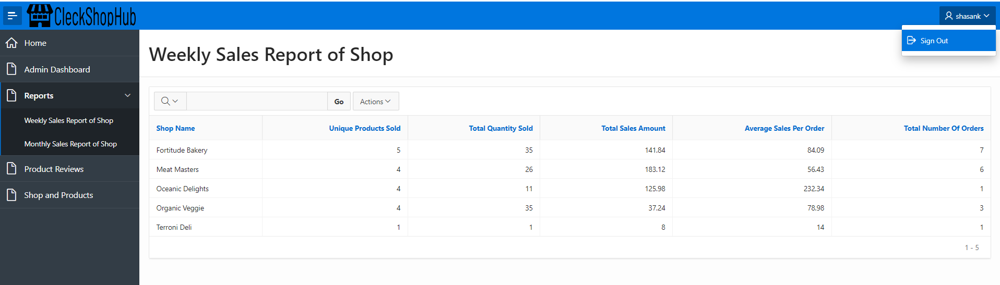 CleckShopHub
shasank
Sign Out
Home
Admin Dashboard
Reports
Weekly Sales Report of Shop
Monthly Sales Report of Shop
Product Reviews
Shop and Products
Weekly Sales Report of Shop
Go Actions
Shop Name Unique Products Sold Total Quantity Sold Total Sales Amount Average Sales Per Order Total Number Of Orders
Fortitude Bakery 5 35 141.84 84.09 7
Meat Masters 4 26 183.12 56.43 6
Oceanic Delights 4 11 125.98 232.34 1
Organic Veggie 4 35 37.24 78.98 3
Terroni Deli 1 1 8 14 1
1 - 5